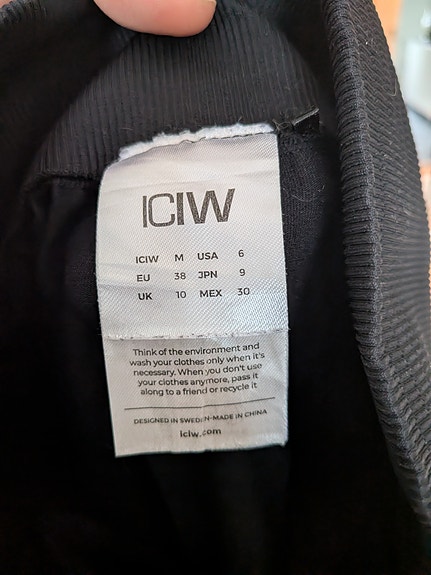 ICIW
ICIW M USA 6
EU 38 JPN 9
UK 10 MEX 30
Think of the environment and
wash your clothes only when it's
necessary. When you don't use
your clothes anymore, pass it
along to a friend or recycle it
DESIGNED IN SWEDEN-MADE IN CHINA
iciw.com